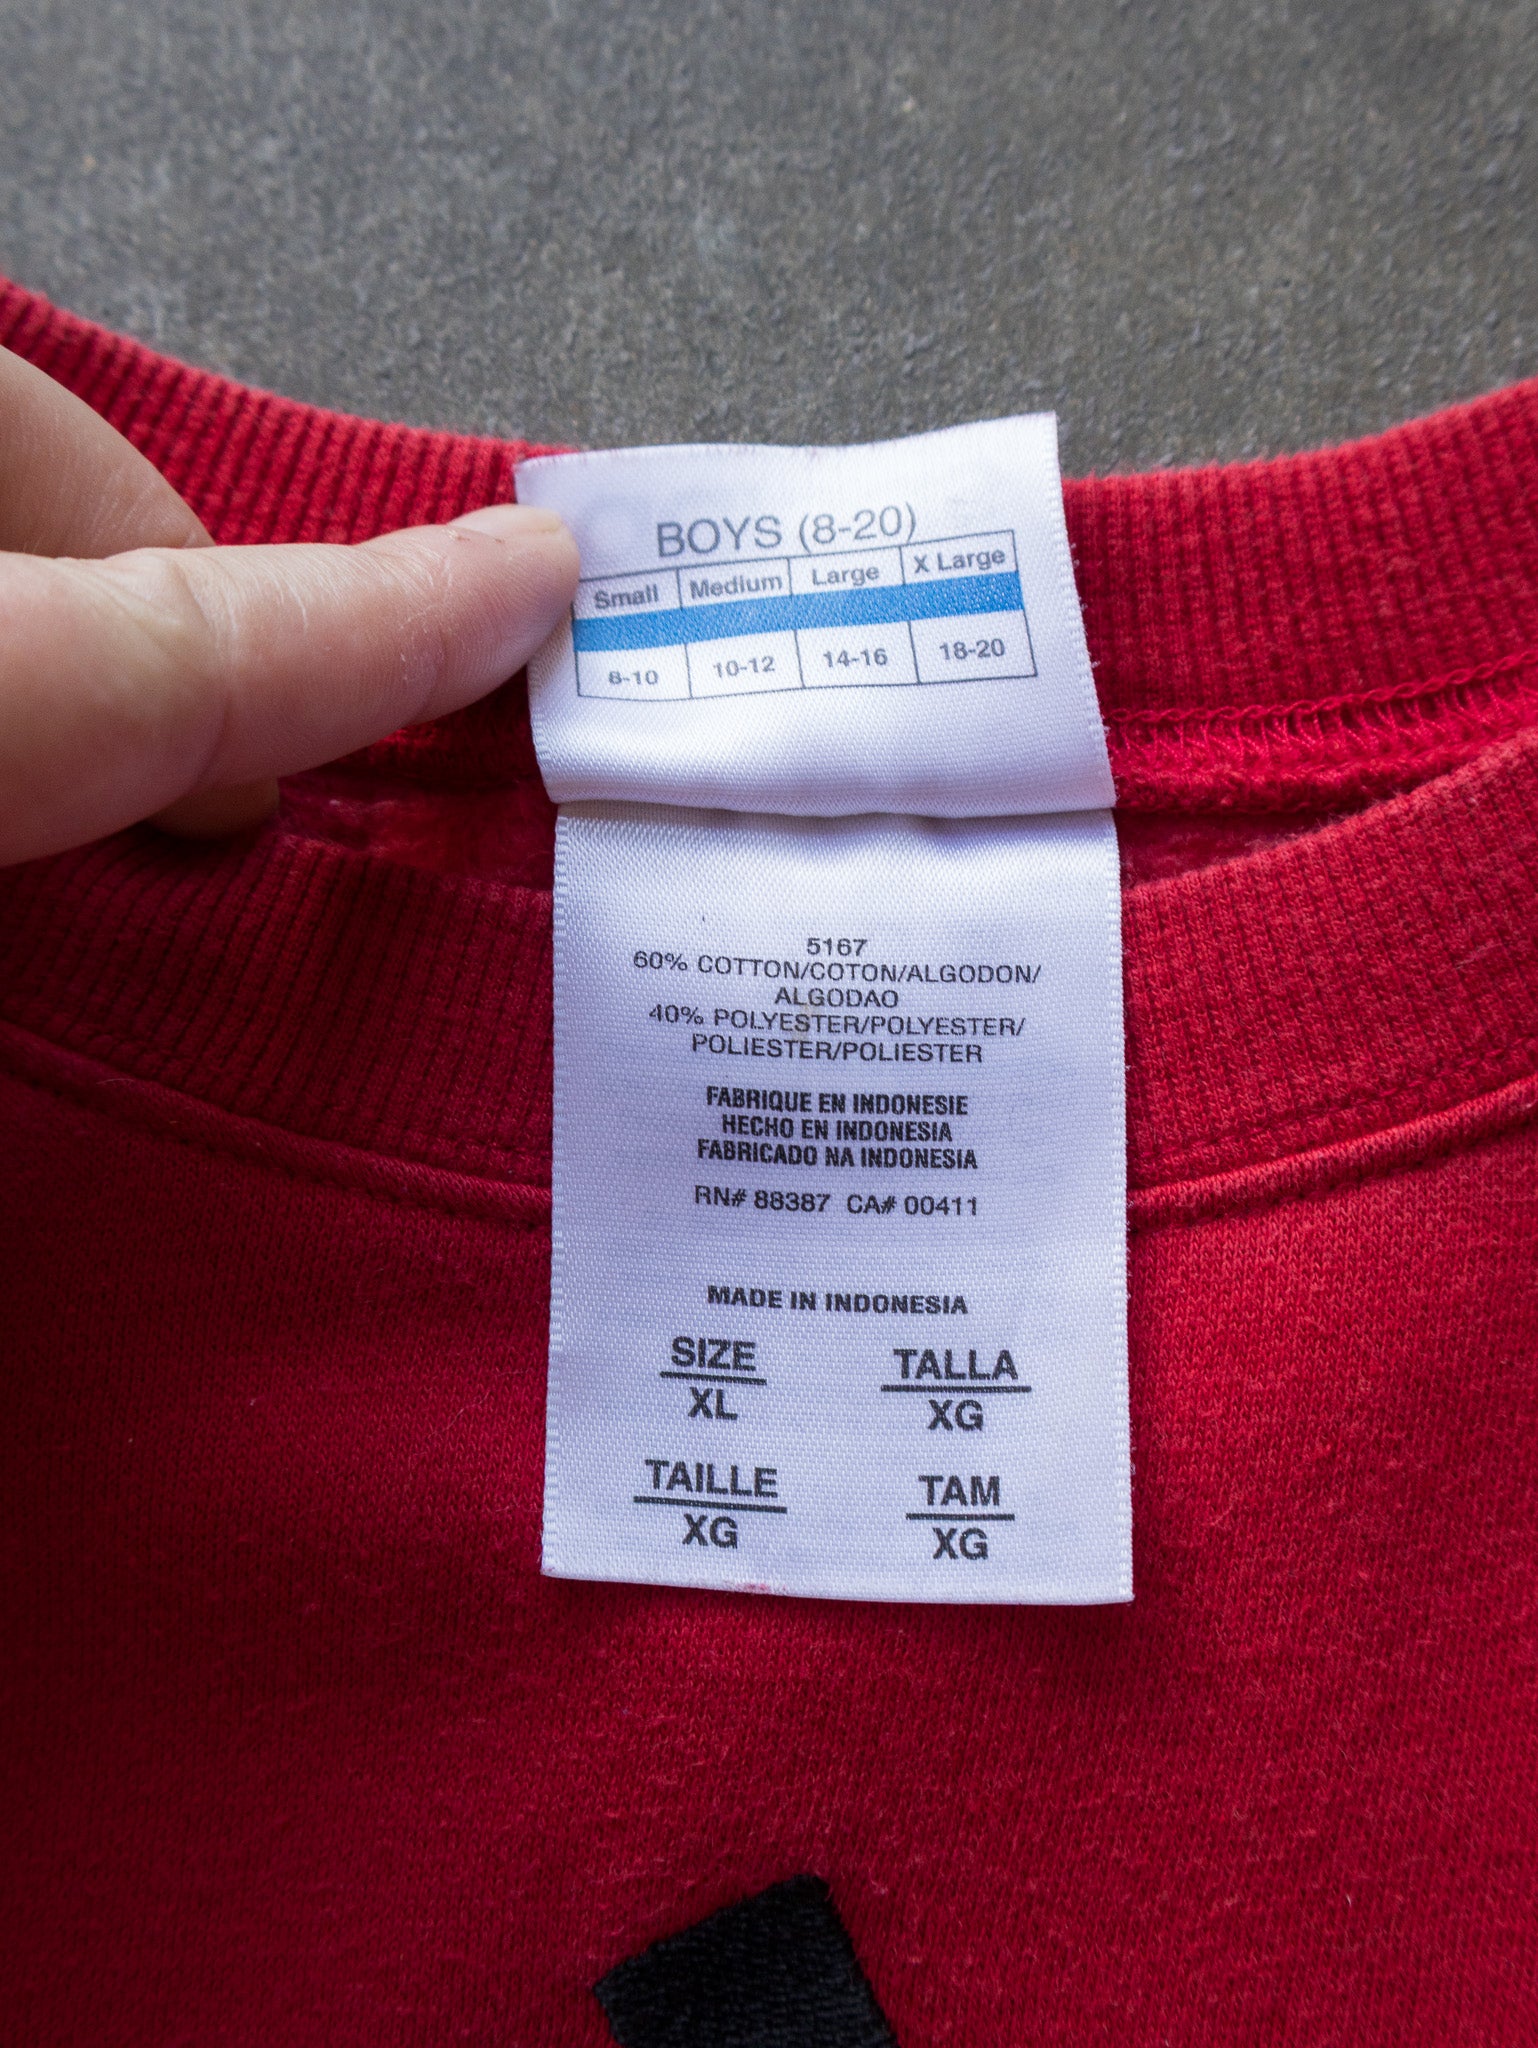 BOYS (8-20)
Small Medium Large X Large
8-10 10-12 14-16 18-20
5167
60% COTTON/COTON/ALGODON/
ALGODAO
40% POLYESTER/POLYESTER/
POLIESTER/POLIESTER
FABRIQUE EN INDONESIE
HECHO EN INDONESIA
FABRICADO NA INDONESIA
RN# 88387 CA# 00411
MADE IN INDONESIA
SIZE TALLA
XL XG
TAILLE TAM
XG XG